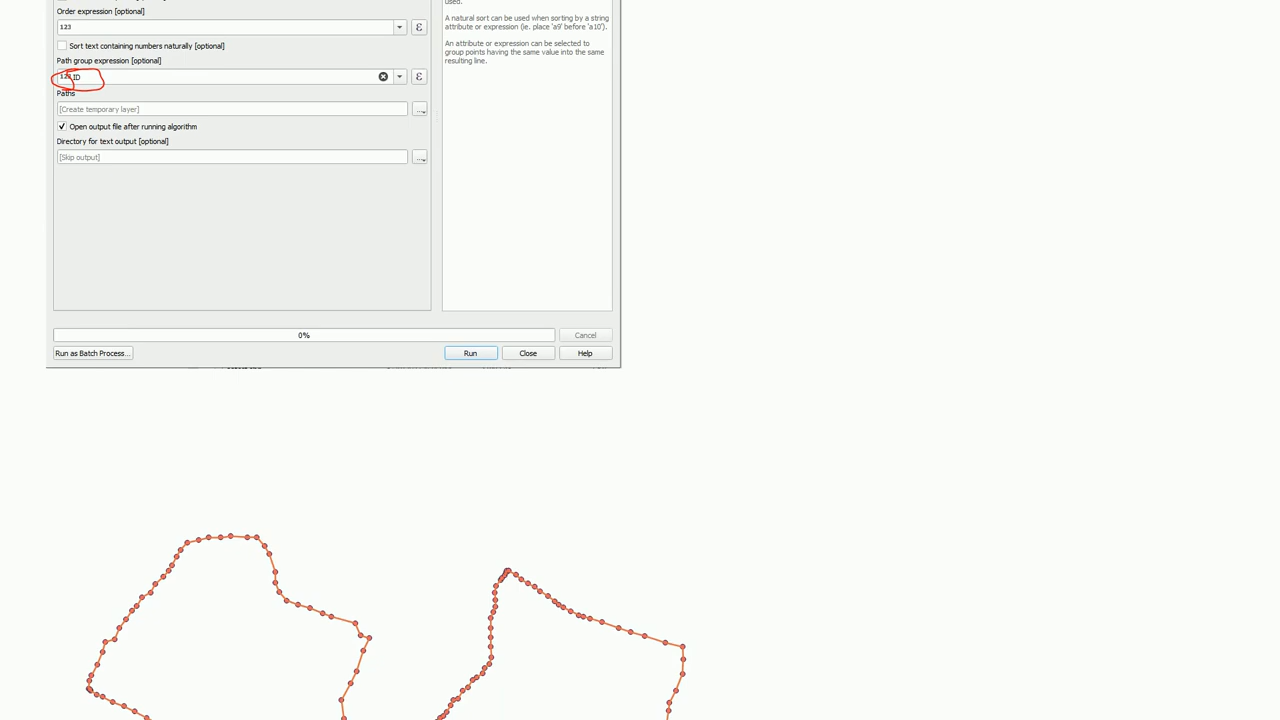 used.
Order expression [optional]
123
ε
A natural sort can be used when sorting by a string
attribute or expression (ie. place 'a9' before 'a10').
Sort text containing numbers naturally [optional]
An attribute or expression can be selected to
group points having the same value into the same
resulting line.
Path group expression [optional]
123 ID
ε
Paths
[Create temporary layer]
...
Open output file after running algorithm
Directory for text output [optional]
[Skip output]
...
0%
Cancel
Run as Batch Process...
Run
Close
Help